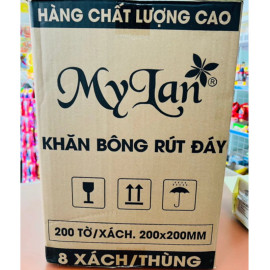 HÀNG CHẤT LƯỢNG CAO
MyLan®
KHĂN BÔNG RÚT ĐÁY
200 TỜ/XÁCH. 200x200MM
8 XÁCH/THÙNG